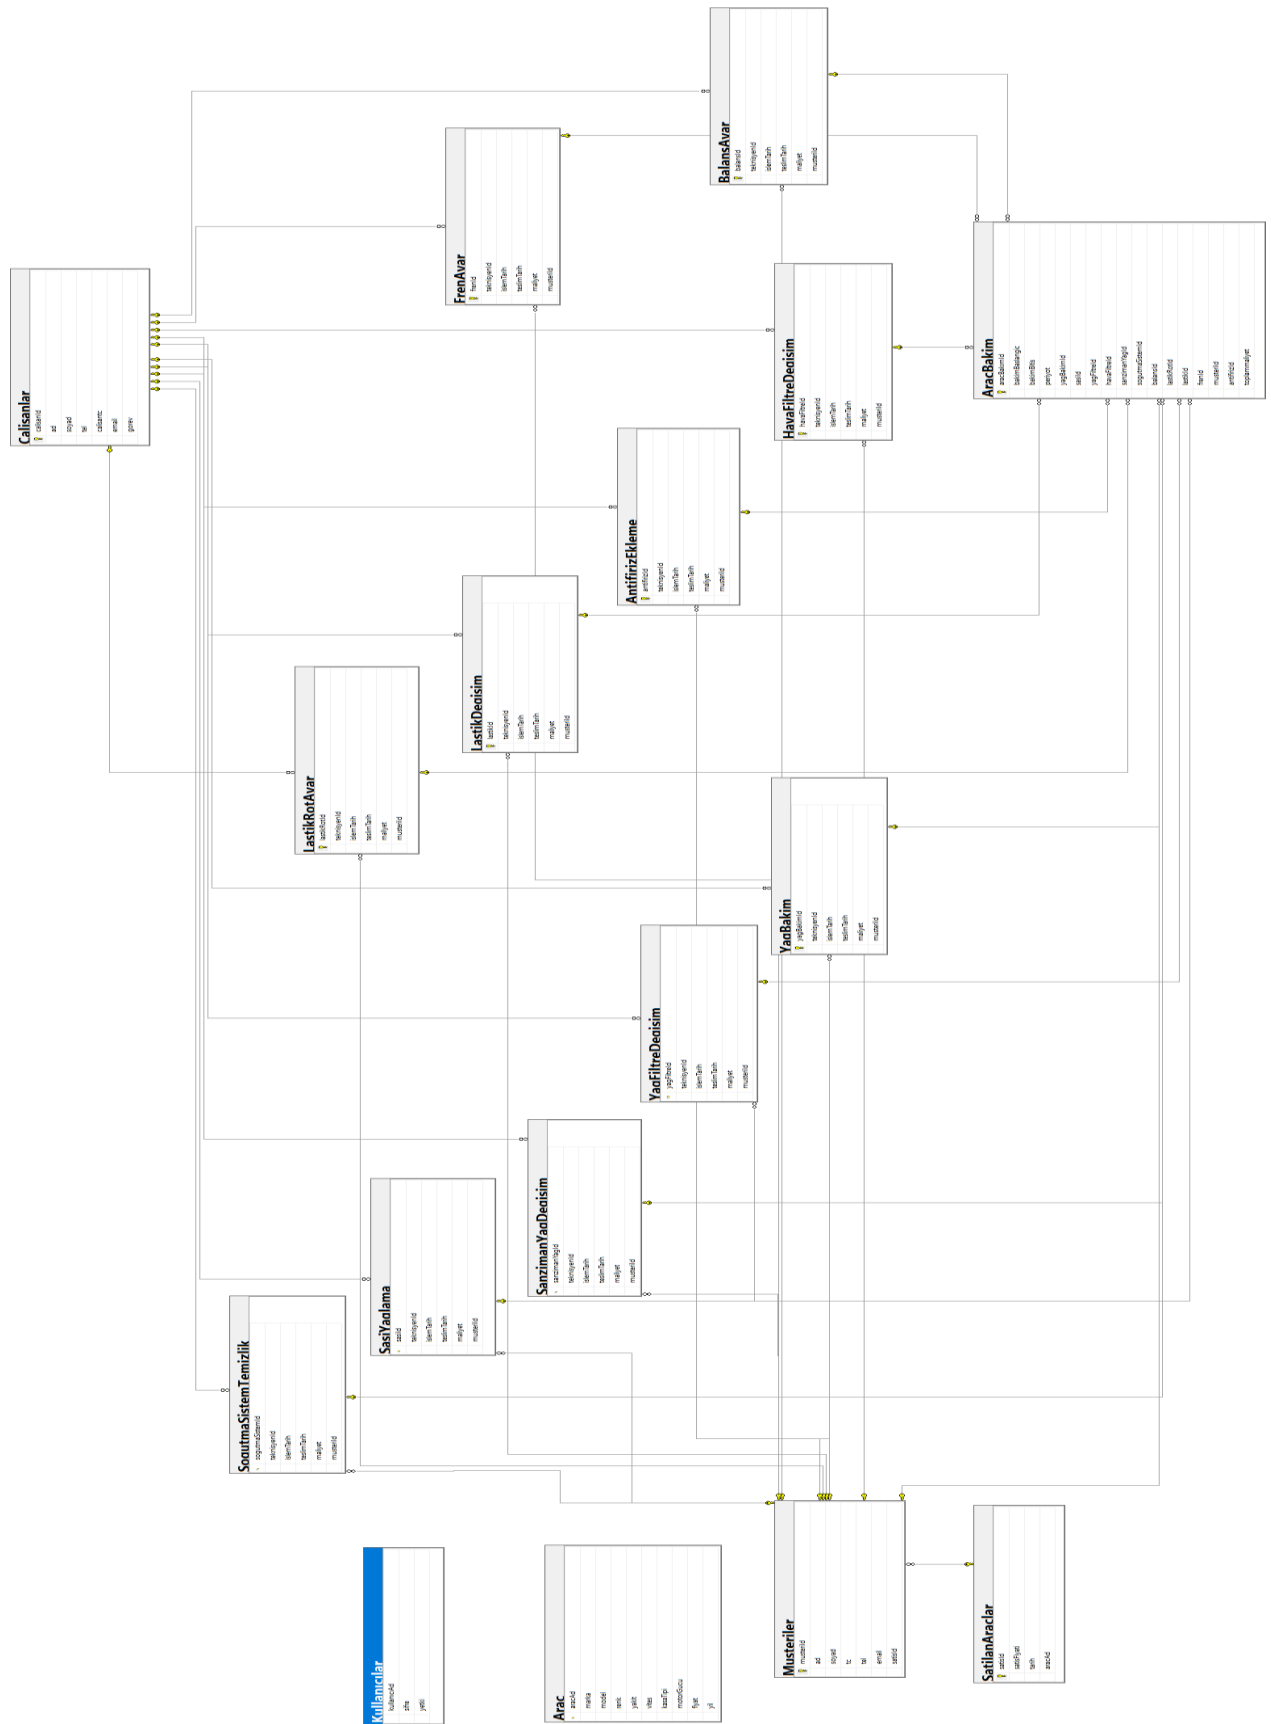 Calisanlar
calisanId
ad
soyad
tel
calisantc
email
gorev
SogutmaSistemTemizlik
sogutmaSistemId
teknisyenId
islemTarih
teslimTarih
maliyet
musteriId
LastikRotAyar
lastikRotId
teknisyenId
islemTarih
teslimTarih
maliyet
musteriId
Kullanicilar
kullaniciAd
sifre
yetki
SasiYaglama
sasiId
teknisyenId
islemTarih
teslimTarih
maliyet
musteriId
FrenAyar
frenId
teknisyenId
islemTarih
teslimTarih
maliyet
musteriId
LastikDegisim
lastikId
teknisyenId
islemTarih
teslimTarih
maliyet
musteriId
SanzimanYagDegisim
sanzimanYagId
teknisyenId
islemTarih
teslimTarih
maliyet
musteriId
Arac
aracAd
marka
model
renk
yakit
vites
kasaTipi
motorGucu
fiyat
yil
AntifirizEkleme
antifirizId
teknisyenId
islemTarih
teslimTarih
maliyet
musteriId
YagFiltreDegisim
yagFiltreId
teknisyenId
islemTarih
teslimTarih
maliyet
musteriId
BalansAyar
balansId
teknisyenId
islemTarih
teslimTarih
maliyet
musteriId
HavaFiltreDegisim
havaFiltreId
teknisyenId
islemTarih
teslimTarih
maliyet
musteriId
YagBakim
yagBakimId
teknisyenId
islemTarih
teslimTarih
maliyet
musteriId
Musteriler
musteriId
ad
soyad
tc
tel
email
satisId
AracBakim
aracBakimId
bakimBaslangic
bakimBitis
periyot
yagBakimId
sasiId
yagFiltreId
havaFiltreId
sanzimanYagId
sogutmaSistemId
balansId
lastikRotId
lastikId
frenId
musteriId
antifirizId
toplammaliyet
SatilanAraclar
satisId
satisFiyati
tarih
aracAd